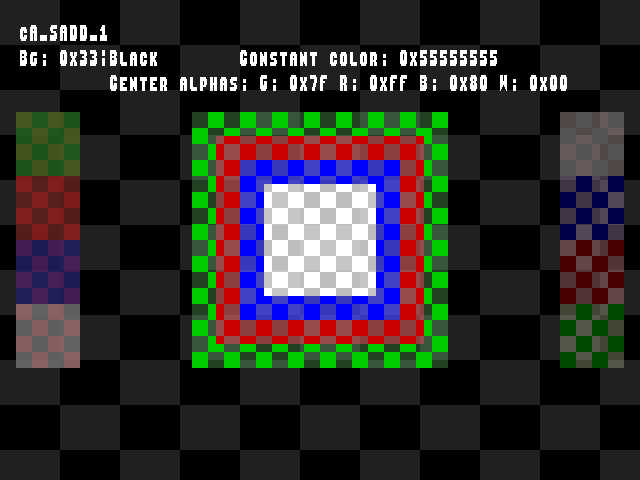 cA_SADD_1
Bg: 0x33¦Black Constant color: 0x55555555
Center alphas: G: 0x7f R: 0xff B: 0x80 W: 0x00